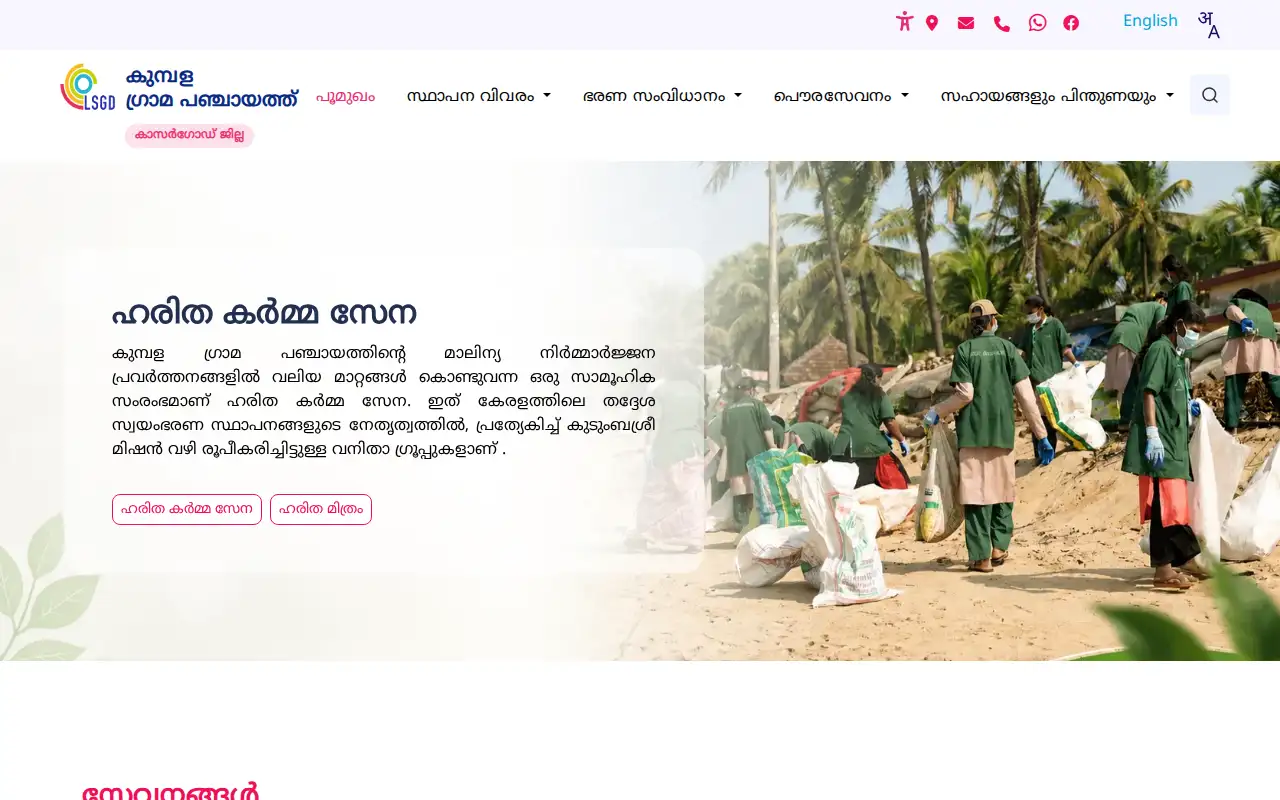 English
കുമ്പള
ഗ്രാമ പഞ്ചായത്ത്
LSGD
കാസർഗോഡ് ജില്ല
പൂമുഖം
സ്ഥാപന വിവരം
ഭരണ സംവിധാനം
പൌരസേവനം
സഹായങ്ങളും പിന്തുണയും
ഹരിത കർമ്മ സേന
കുമ്പള ഗ്രാമ പഞ്ചായത്തിന്റെ മാലിന്യ നിർമ്മാർജ്ജന
പ്രവർത്തനങ്ങളിൽ വലിയ മാറ്റങ്ങൾ കൊണ്ടുവന്ന ഒരു സാമൂഹിക
സംരംഭമാണ് ഹരിത കർമ്മ സേന. ഇത് കേരളത്തിലെ തദ്ദേശ
സ്വയംഭരണ സ്ഥാപനങ്ങളുടെ നേതൃത്വത്തിൽ, പ്രത്യേകിച്ച് കുടുംബശ്രീ
മിഷൻ വഴി രൂപീകരിച്ചിട്ടുള്ള വനിതാ ഗ്രൂപ്പുകളാണ് .
ഹരിത കർമ്മ സേന
ഹരിത മിത്രം
സേവനങ്ങൾ